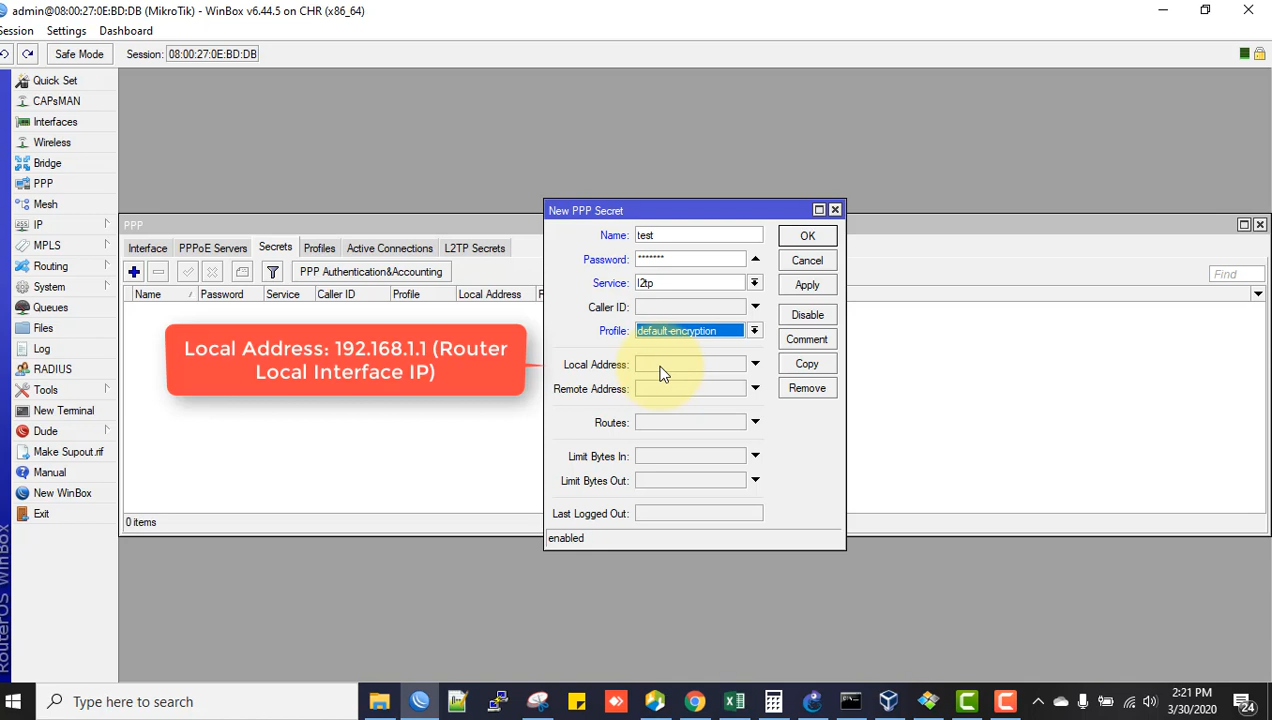 admin@08:00:27:0E:BD:DB (MikroTik) - WinBox v6.44.5 on CHR (x86_64)
Session Settings Dashboard
Safe Mode Session: 08:00:27:0E:BD:DB
Quick Set
CAPsMAN
Interfaces
Wireless
Bridge
PPP
Mesh
IP
MPLS
Routing
System
Queues
Files
Log
RADIUS
Tools
New Terminal
Dude
Make Supout.rif
Manual
New WinBox
Exit
RouterOS WinBox
PPP
Interface PPPoE Servers Secrets Profiles Active Connections L2TP Secrets
PPP Authentication&Accounting
Find
Name Password Service Caller ID Profile Local Address
0 items
Local Address: 192.168.1.1 (Router
Local Interface IP)
New PPP Secret
Name: test
Password: *******
Service: l2tp
Caller ID:
Profile: default-encryption
Local Address:
Remote Address:
Routes:
Limit Bytes In:
Limit Bytes Out:
Last Logged Out:
enabled
OK
Cancel
Apply
Disable
Comment
Copy
Remove
Type here to search
2:21 PM
3/30/2020
24